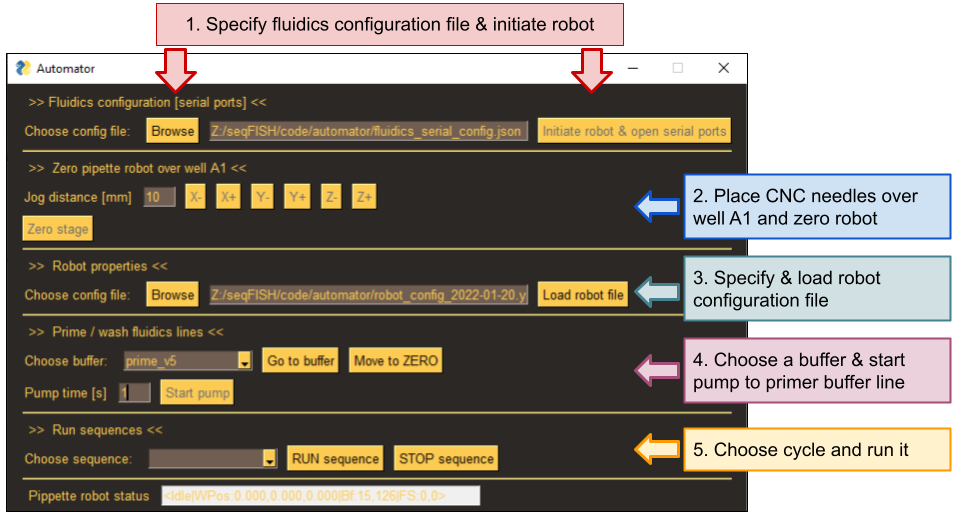 1. Specify fluidics configuration file & initiate robot
Automator
>> Fluidics configuration [serial ports] <<
Choose config file: Browse Z:/seqFISH/code/automator/fluidics_serial_config.json Initiate robot & open serial ports
>> Zero pipette robot over well A1 <<
Jog distance [mm] 10 X- X+ Y- Y+ Z- Z+
Zero stage
2. Place CNC needles over
well A1 and zero robot
>> Robot properties <<
Choose config file: Browse Z:/seqFISH/code/automator/robot_config_2022-01-20.y Load robot file
3. Specify & load robot
configuration file
>> Prime / wash fluidics lines <<
Choose buffer: prime_v5 Go to buffer Move to ZERO
Pump time [s] 1 Start pump
4. Choose a buffer & start
pump to primer buffer line
>> Run sequences <<
Choose sequence: RUN sequence STOP sequence
5. Choose cycle and run it
Pippette robot status <Idle|WPos:0.000,0.000,0.000|Bf:15,126|FS:0,0>